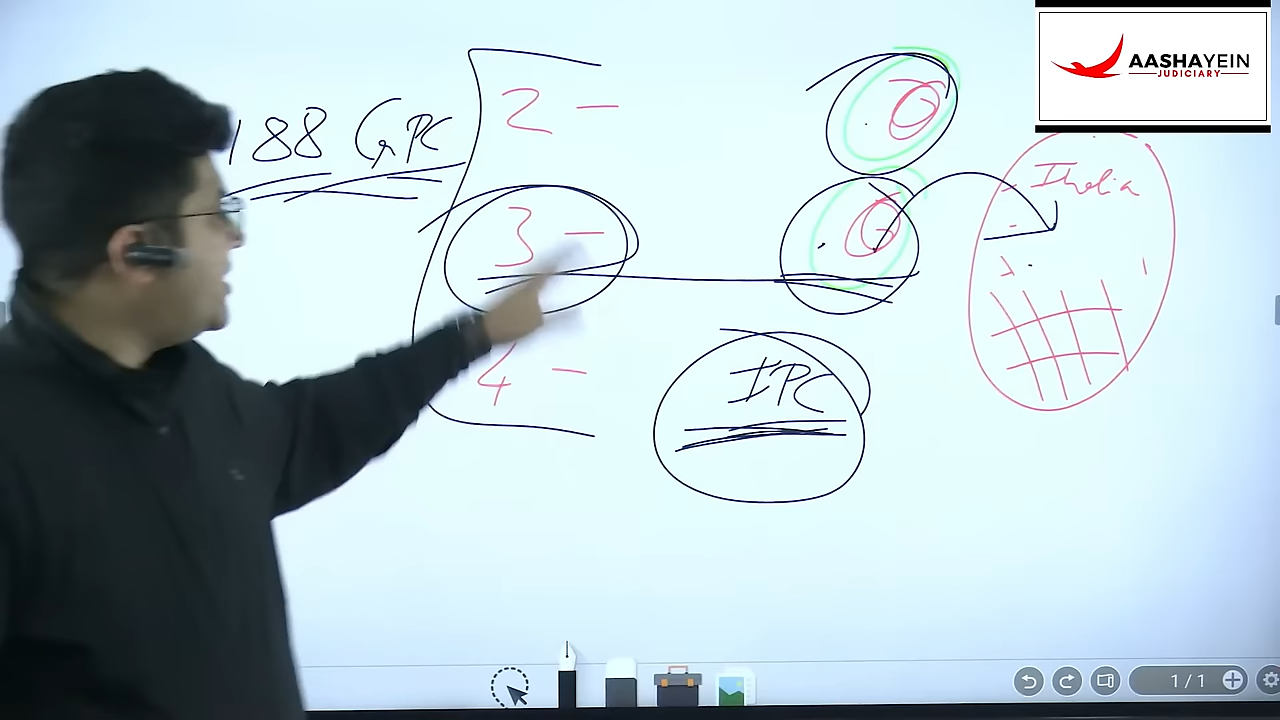 AASHAYEIN
JUDICIARY
188 CrPC
2 -
3 -
4 -
India
IPC
1 / 1